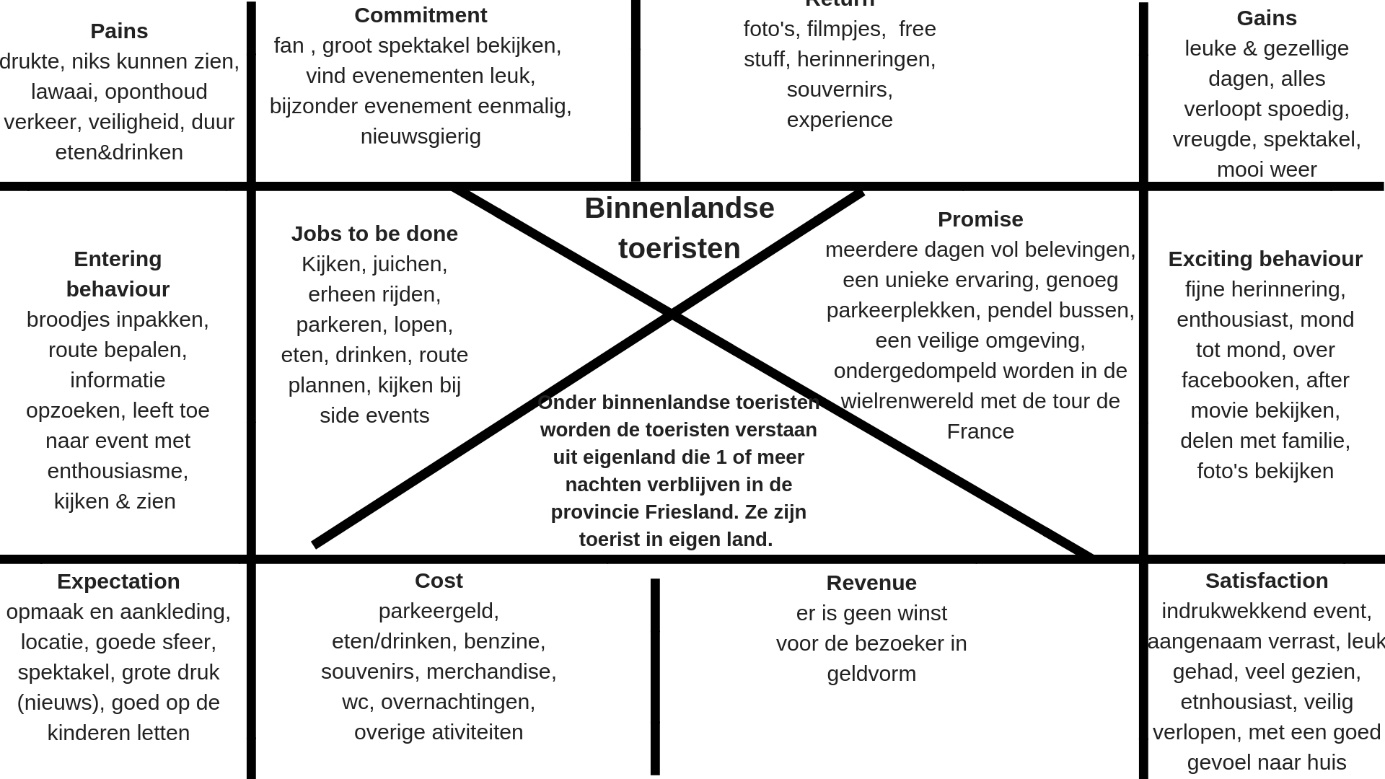 Pains
drukte, niks kunnen zien,
lawaai, oponthoud
verkeer, veiligheid, duur
eten&drinken
Commitment
fan , groot spektakel bekijken,
vind evenementen leuk,
bijzonder evenement eenmalig,
nieuwsgierig
Return
foto's, filmpjes,  free
stuff, herinneringen,
souvernirs,
experience
Gains
leuke & gezellige
dagen, alles
verloopt spoedig,
vreugde, spektakel,
mooi weer
Entering
behaviour
broodjes inpakken,
route bepalen,
informatie
opzoeken, leeft toe
naar event met
enthousiasme,
kijken & zien
Jobs to be done
Kijken, juichen,
erheen rijden,
parkeren, lopen,
eten, drinken, route
plannen, kijken bij
side events
Binnenlandse
toeristen
Onder binnenlandse toeristen
worden de toeristen verstaan
uit eigenland die 1 of meer
nachten verblijven in de
provincie Friesland. Ze zijn
toerist in eigen land.
Promise
meerdere dagen vol belevingen,
een unieke ervaring, genoeg
parkeerplekken, pendel bussen,
een veilige omgeving,
ondergedompeld worden in de
wielrenwereld met de tour de
France
Exciting behaviour
fijne herinnering,
enthousiast, mond
tot mond, over
facebooken, after
movie bekijken,
delen met familie,
foto's bekijken
Expectation
opmaak en aankleding,
locatie, goede sfeer,
spektakel, grote druk
(nieuws), goed op de
kinderen letten
Cost
parkeergeld,
eten/drinken, benzine,
souvenirs, merchandise,
wc, overnachtingen,
overige ativiteiten
Revenue
er is geen winst
voor de bezoeker in
geldvorm
Satisfaction
indrukwekkend event,
aangenaam verrast, leuk
gehad, veel gezien,
etnhousiast, veilig
verlopen, met een goed
gevoel naar huis